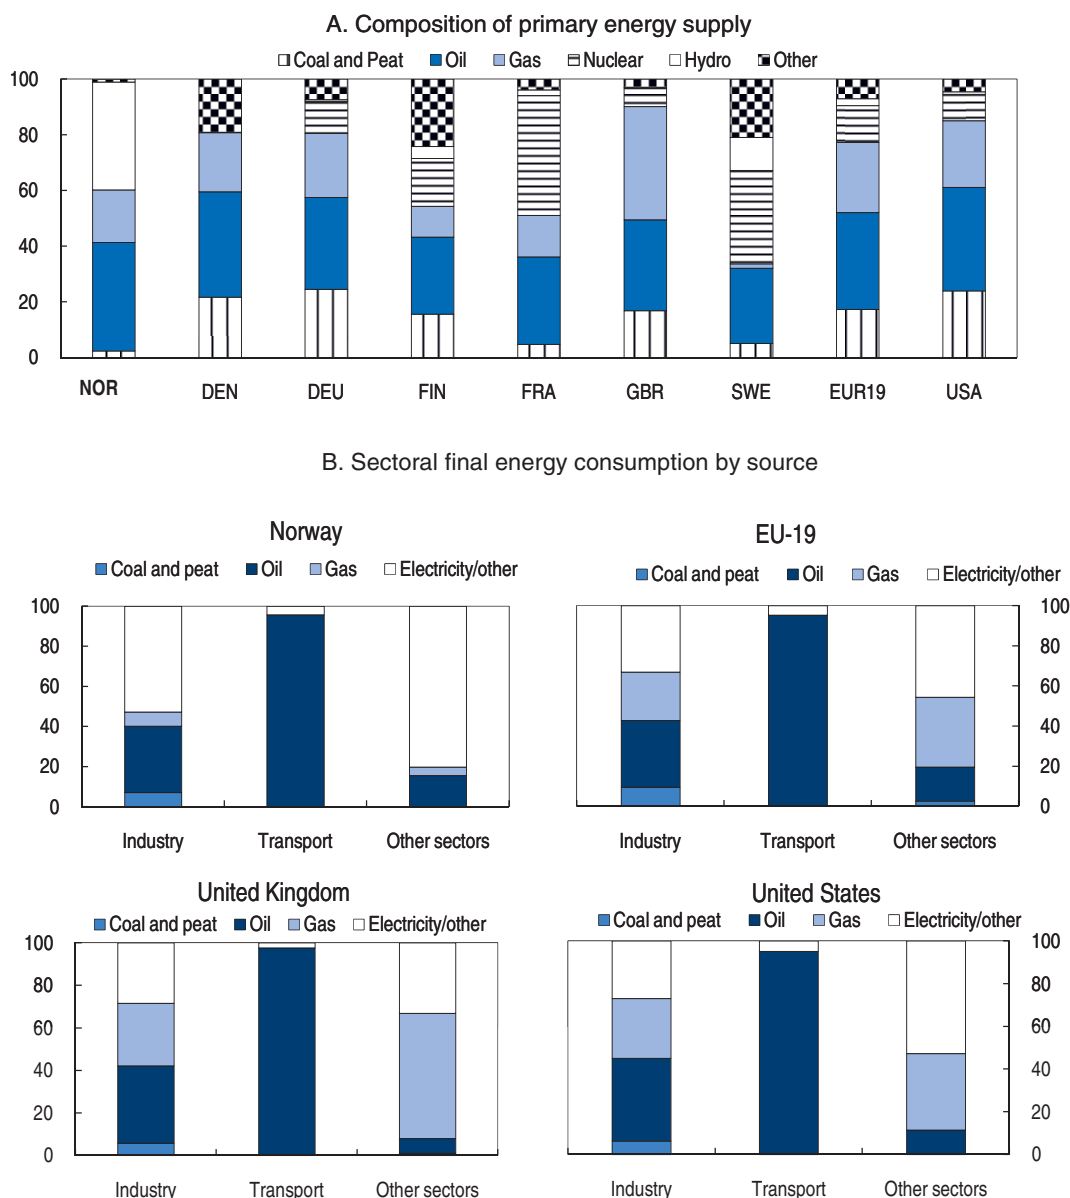 A. Composition of primary energy supply
Coal and Peat Oil Gas Nuclear Hydro Other
100
80
60
40
20
0
NOR DEN DEU FIN FRA GBR SWE EUR19 USA
B. Sectoral final energy consumption by source
Norway
Coal and peat Oil Gas Electricity/other
100
80
60
40
20
0
Industry Transport Other sectors
EU-19
Coal and peat Oil Gas Electricity/other
100
80
60
40
20
0
Industry Transport Other sectors
United Kingdom
Coal and peat Oil Gas Electricity/other
100
80
60
40
20
0
Industry Transport Other sectors
United States
Coal and peat Oil Gas Electricity/other
100
80
60
40
20
0
Industry Transport Other sectors